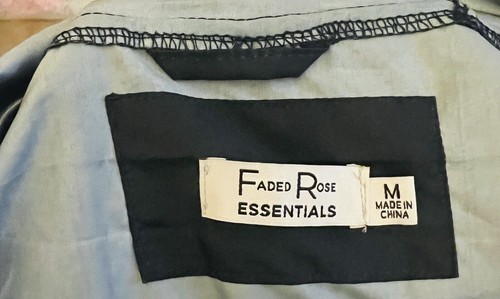 FADED ROSE
ESSENTIALS
M
MADE IN
CHINA